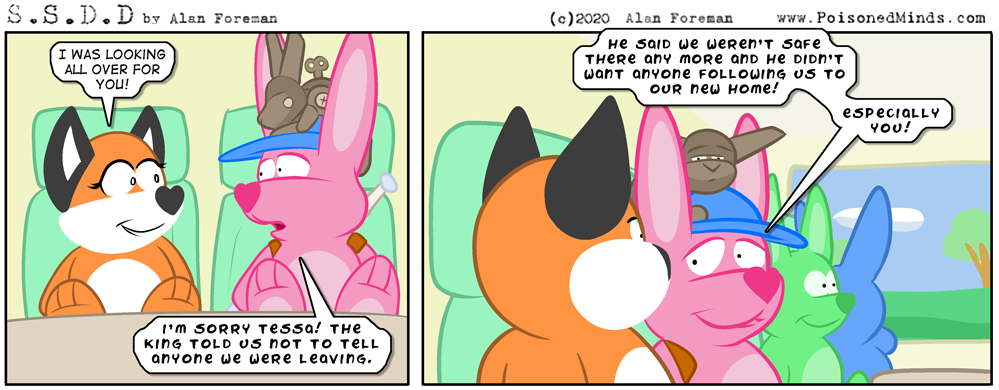 S.S.D.D by Alan Foreman (c)2020 Alan Foreman www.PoisonedMinds.com
I WAS LOOKING
ALL OVER FOR
YOU!
I'M SORRY TESSA! THE
KING TOLD US NOT TO TELL
ANYONE WE WERE LEAVING.
HE SAID WE WEREN'T SAFE
THERE ANY MORE AND HE DIDN'T
WANT ANYONE FOLLOWING US TO
OUR NEW HOME!
ESPECIALLY
YOU!